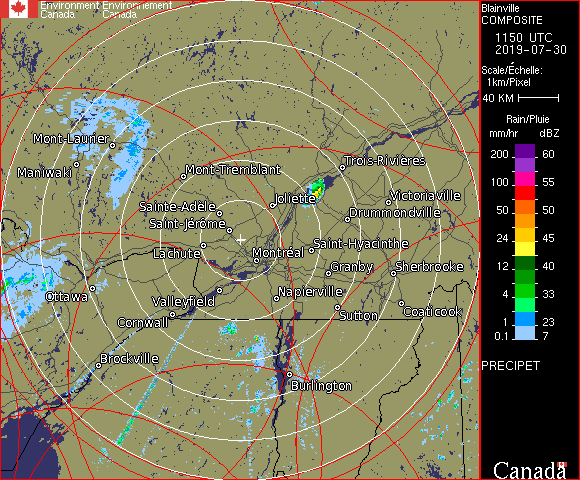 Environment Environnement
Canada Canada
Blainville
COMPOSITE
1150 UTC
2019-07-30
Scale/Échelle:
1km/Pixel
40 KM
Rain/Pluie
mm/hr dBZ
200 60
100 55
50 50
24 45
12 40
4 33
1 23
0.1 7
PRECIPET
Canada
Mont-Laurier
Maniwaki
Mont-Tremblant
Trois-Rivières
Sainte-Adèle
Joliette
Victoriaville
Drummondville
Saint-Jérôme
Lachute
Montréal
Saint-Hyacinthe
Granby
Sherbrooke
Ottawa
Valleyfield
Napierville
Sutton
Coaticook
Cornwall
Brockville
Burlington